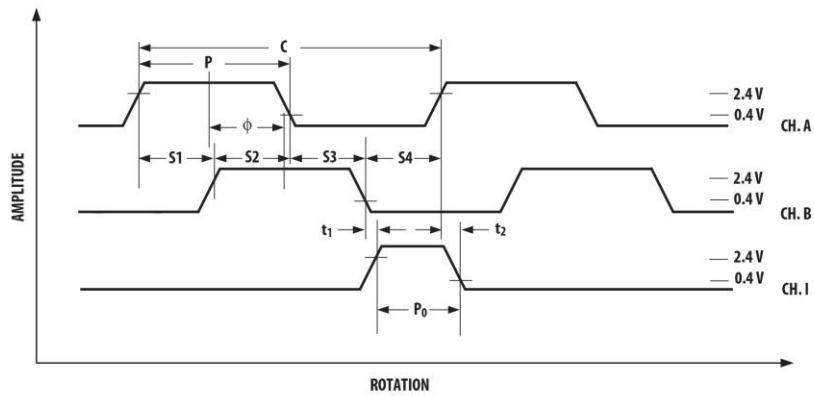 C
P
2.4 V
0.4 V
CH. A
ϕ
S1 S2 S3 S4
2.4 V
0.4 V
CH. B
t₁ t₂
2.4 V
0.4 V
CH. I
P₀
AMPLITUDE
ROTATION